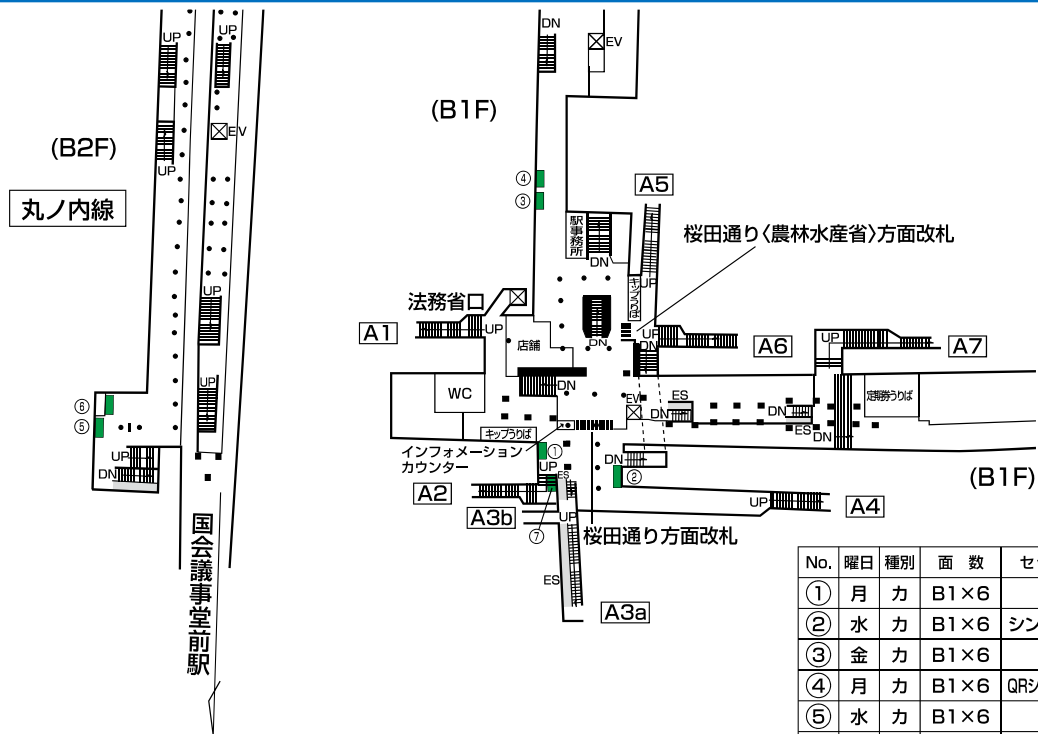 UP
UP
DN
EV
(B1F)
EV
(B2F)
UP
丸ノ内線
④
③
A5
駅事務所
桜田通り〈農林水産省〉方面改札
DN
UP
キップうりば
UP
法務省口
A1
UP
店舗
DN
UP
DN
A6
UP
A7
UP
WC
DN
EV
ES
DN
DN
ES
DN
定期券うりば
⑥
⑤
キップうりば
インフォメーション
カウンター
①
UP
DN
②
(B1F)
UP
DN
A2
ES
A3b
UP
⑦
桜田通り方面改札
UP
A4
ES
A3a
国会議事堂前駅
No. 曜日 種別 面 数 セ
① 月 カ B1×6
② 水 カ B1×6 シン
③ 金 カ B1×6
④ 月 カ B1×6 QRシ
⑤ 水 カ B1×6